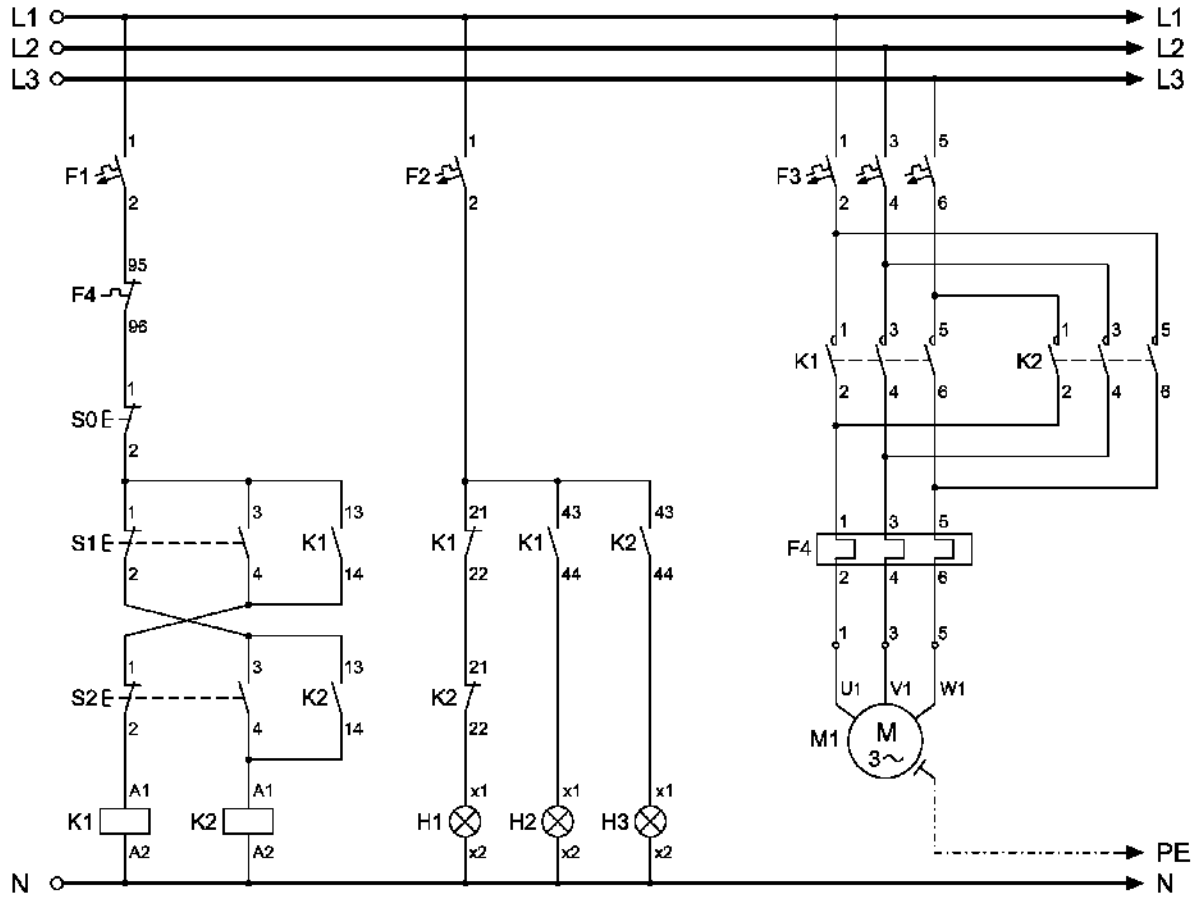 L1 L1
L2 L2
L3 L3
1 1 1 3 5
F1 F2 F3
2 2 2 4 6
95
F4
96
1 3 5 1 3 5
K1 K2
2 4 6 2 4 6
1
S0
2
1 3 13 21 43 43 1 3 5
S1 K1 K1 K1 K2 F4
2 4 14 22 44 44 2 4 6
1 3 5
1 3 13 21
S2 K2 K2 U1 V1 W1
2 4 14 22
M1 M
3~
A1 A1 x1 x1 x1
K1 K2 H1 H2 H3
A2 A2 x2 x2 x2
PE
N N